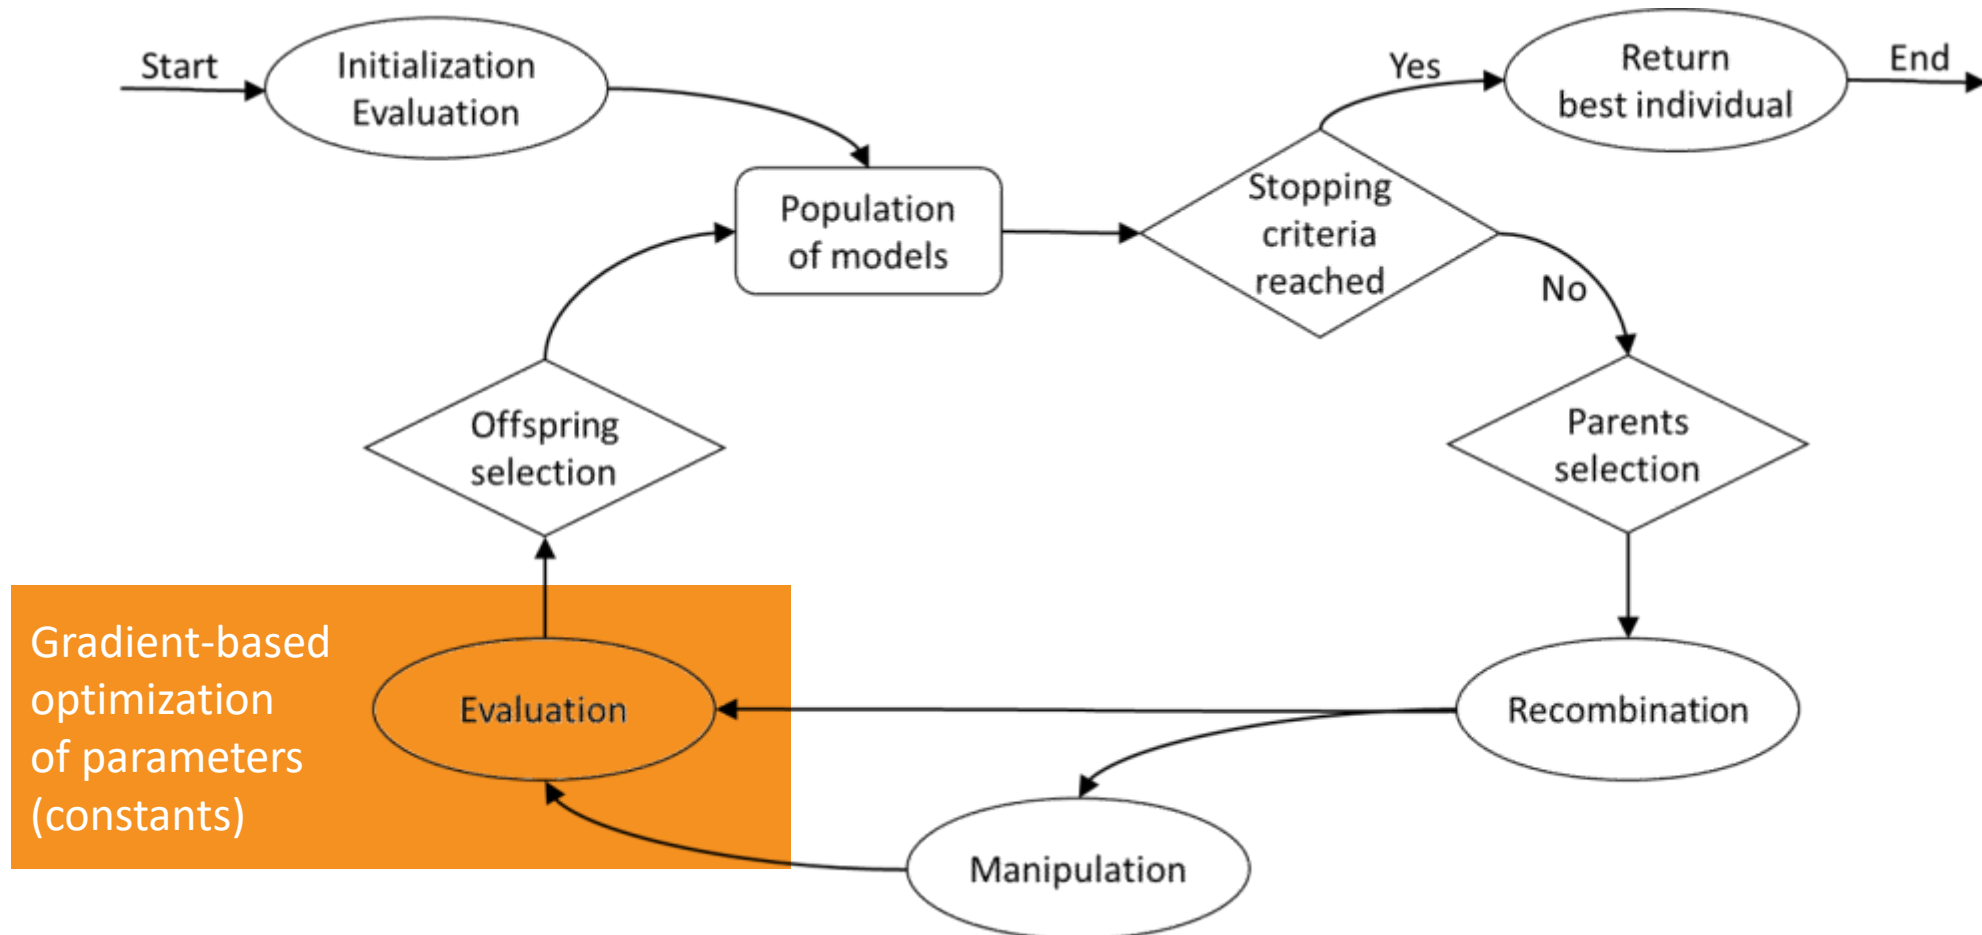 Start
Initialization
Evaluation
Population
of models
Stopping
criteria
reached
Yes
Return
best individual
End
No
Parents
selection
Recombination
Manipulation
Gradient-based
optimization
of parameters
(constants)
Evaluation
Offspring
selection